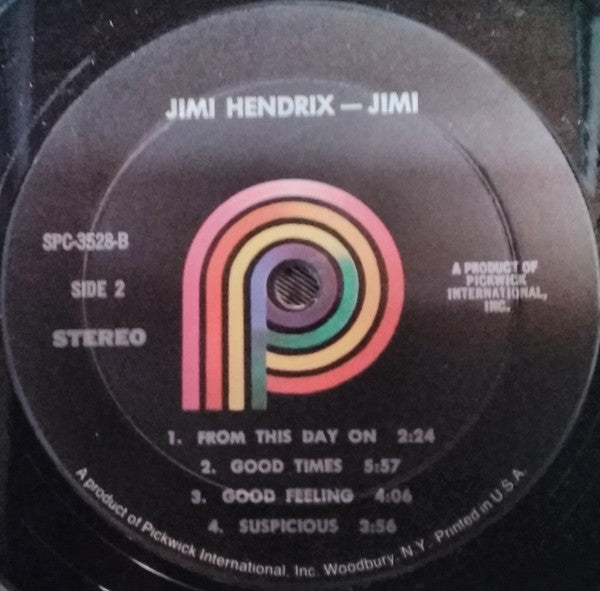 JIMI HENDRIX — JIMI
SPC-3528-B
SIDE 2
STEREO
A PRODUCT OF
PICKWICK
INTERNATIONAL,
INC.
1. FROM THIS DAY ON 2:24
2. GOOD TIMES 5:57
3. GOOD FEELING 4:06
4. SUSPICIOUS 3:56
A product of Pickwick International, Inc. Woodbury, N.Y. Printed in U.S.A.